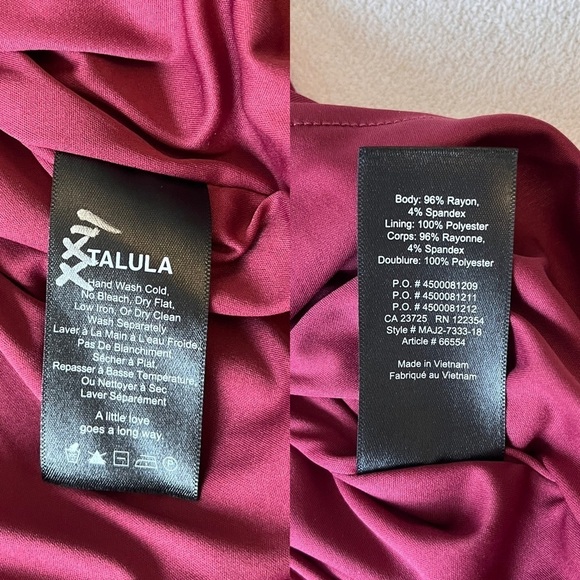 TALULA
Hand Wash Cold,
No Bleach, Dry Flat,
Low Iron, Or Dry Clean
Wash Separately
Laver à La Main à L'eau Froide,
Pas De Blanchiment
Sécher à Plat,
Repasser à Basse Température,
Ou Nettoyer à Sec
Laver Séparément
A little love
goes a long way.
Body: 96% Rayon,
4% Spandex
Lining: 100% Polyester
Corps: 96% Rayonne,
4% Spandex
Doublure: 100% Polyester
P.O. # 4500081209
P.O. # 4500081211
P.O. # 4500081212
CA 23725 RN 122354
Style # MAJ2-7333-18
Article # 66554
Made in Vietnam
Fabriqué au Vietnam